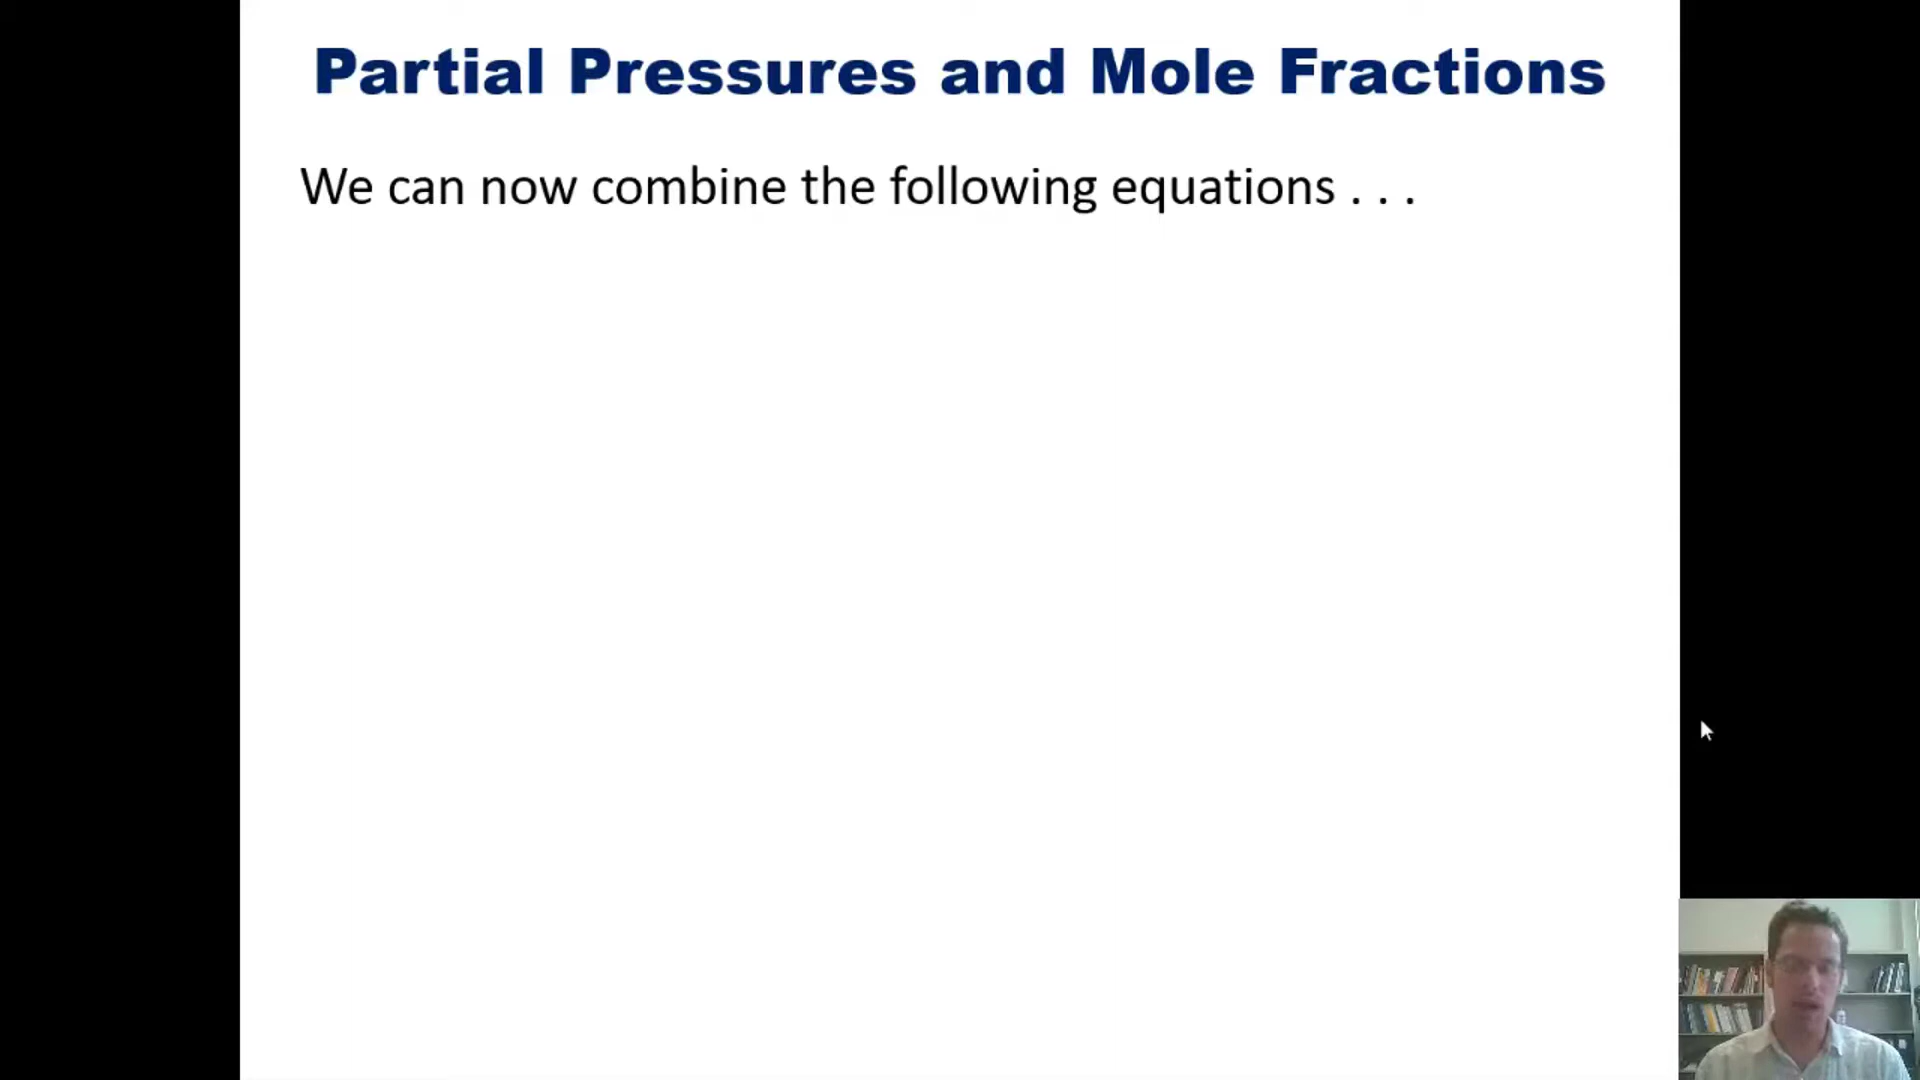 Partial Pressures and Mole Fractions
We can now combine the following equations . . .